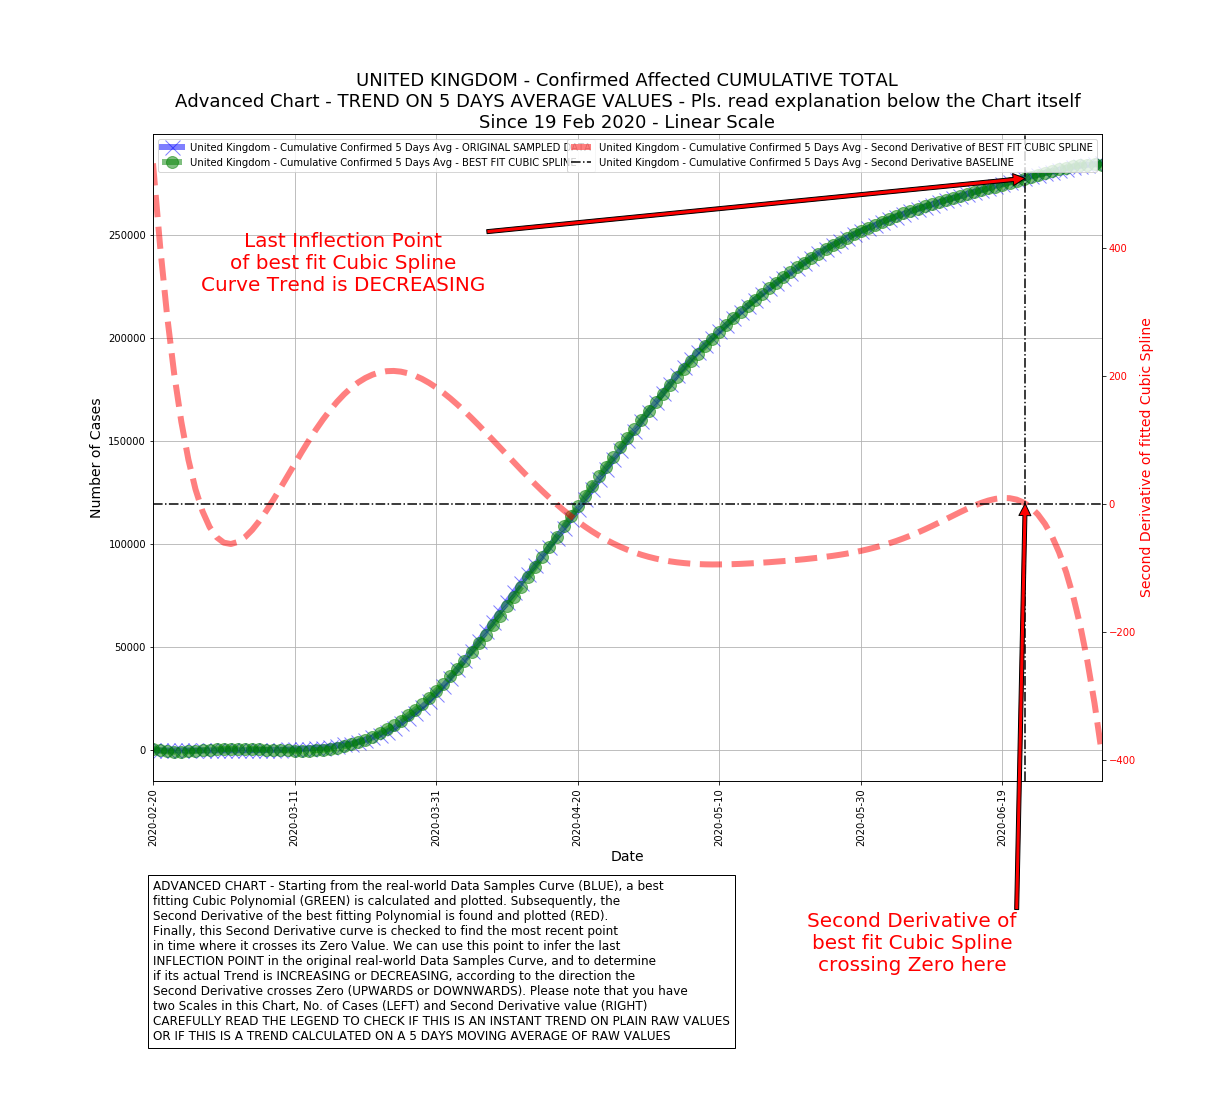 UNITED KINGDOM - Confirmed Affected CUMULATIVE TOTAL
Advanced Chart - TREND ON 5 DAYS AVERAGE VALUES - Pls. read explanation below the Chart itself
Since 19 Feb 2020 - Linear Scale
United Kingdom - Cumulative Confirmed 5 Days Avg - ORIGINAL SAMPLED DATA
United Kingdom - Cumulative Confirmed 5 Days Avg - BEST FIT CUBIC SPLINE
United Kingdom - Cumulative Confirmed 5 Days Avg - Second Derivative of BEST FIT CUBIC SPLINE
United Kingdom - Cumulative Confirmed 5 Days Avg - Second Derivative BASELINE
Last Inflection Point
of best fit Cubic Spline
Curve Trend is DECREASING
Number of Cases
250000
200000
150000
100000
50000
0
400
200
0
−200
−400
Second Derivative of fitted Cubic Spline
2020-02-20
2020-03-11
2020-03-31
2020-04-20
2020-05-10
2020-05-30
2020-06-19
Date
ADVANCED CHART - Starting from the real-world Data Samples Curve (BLUE), a best
fitting Cubic Polynomial (GREEN) is calculated and plotted. Subsequently, the
Second Derivative of the best fitting Polynomial is found and plotted (RED).
Finally, this Second Derivative curve is checked to find the most recent point
in time where it crosses its Zero Value. We can use this point to infer the last
INFLECTION POINT in the original real-world Data Samples Curve, and to determine
if its actual Trend is INCREASING or DECREASING, according to the direction the
Second Derivative crosses Zero (UPWARDS or DOWNWARDS). Please note that you have
two Scales in this Chart, No. of Cases (LEFT) and Second Derivative value (RIGHT)
CAREFULLY READ THE LEGEND TO CHECK IF THIS IS AN INSTANT TREND ON PLAIN RAW VALUES
OR IF THIS IS A TREND CALCULATED ON A 5 DAYS MOVING AVERAGE OF RAW VALUES
Second Derivative of
best fit Cubic Spline
crossing Zero here